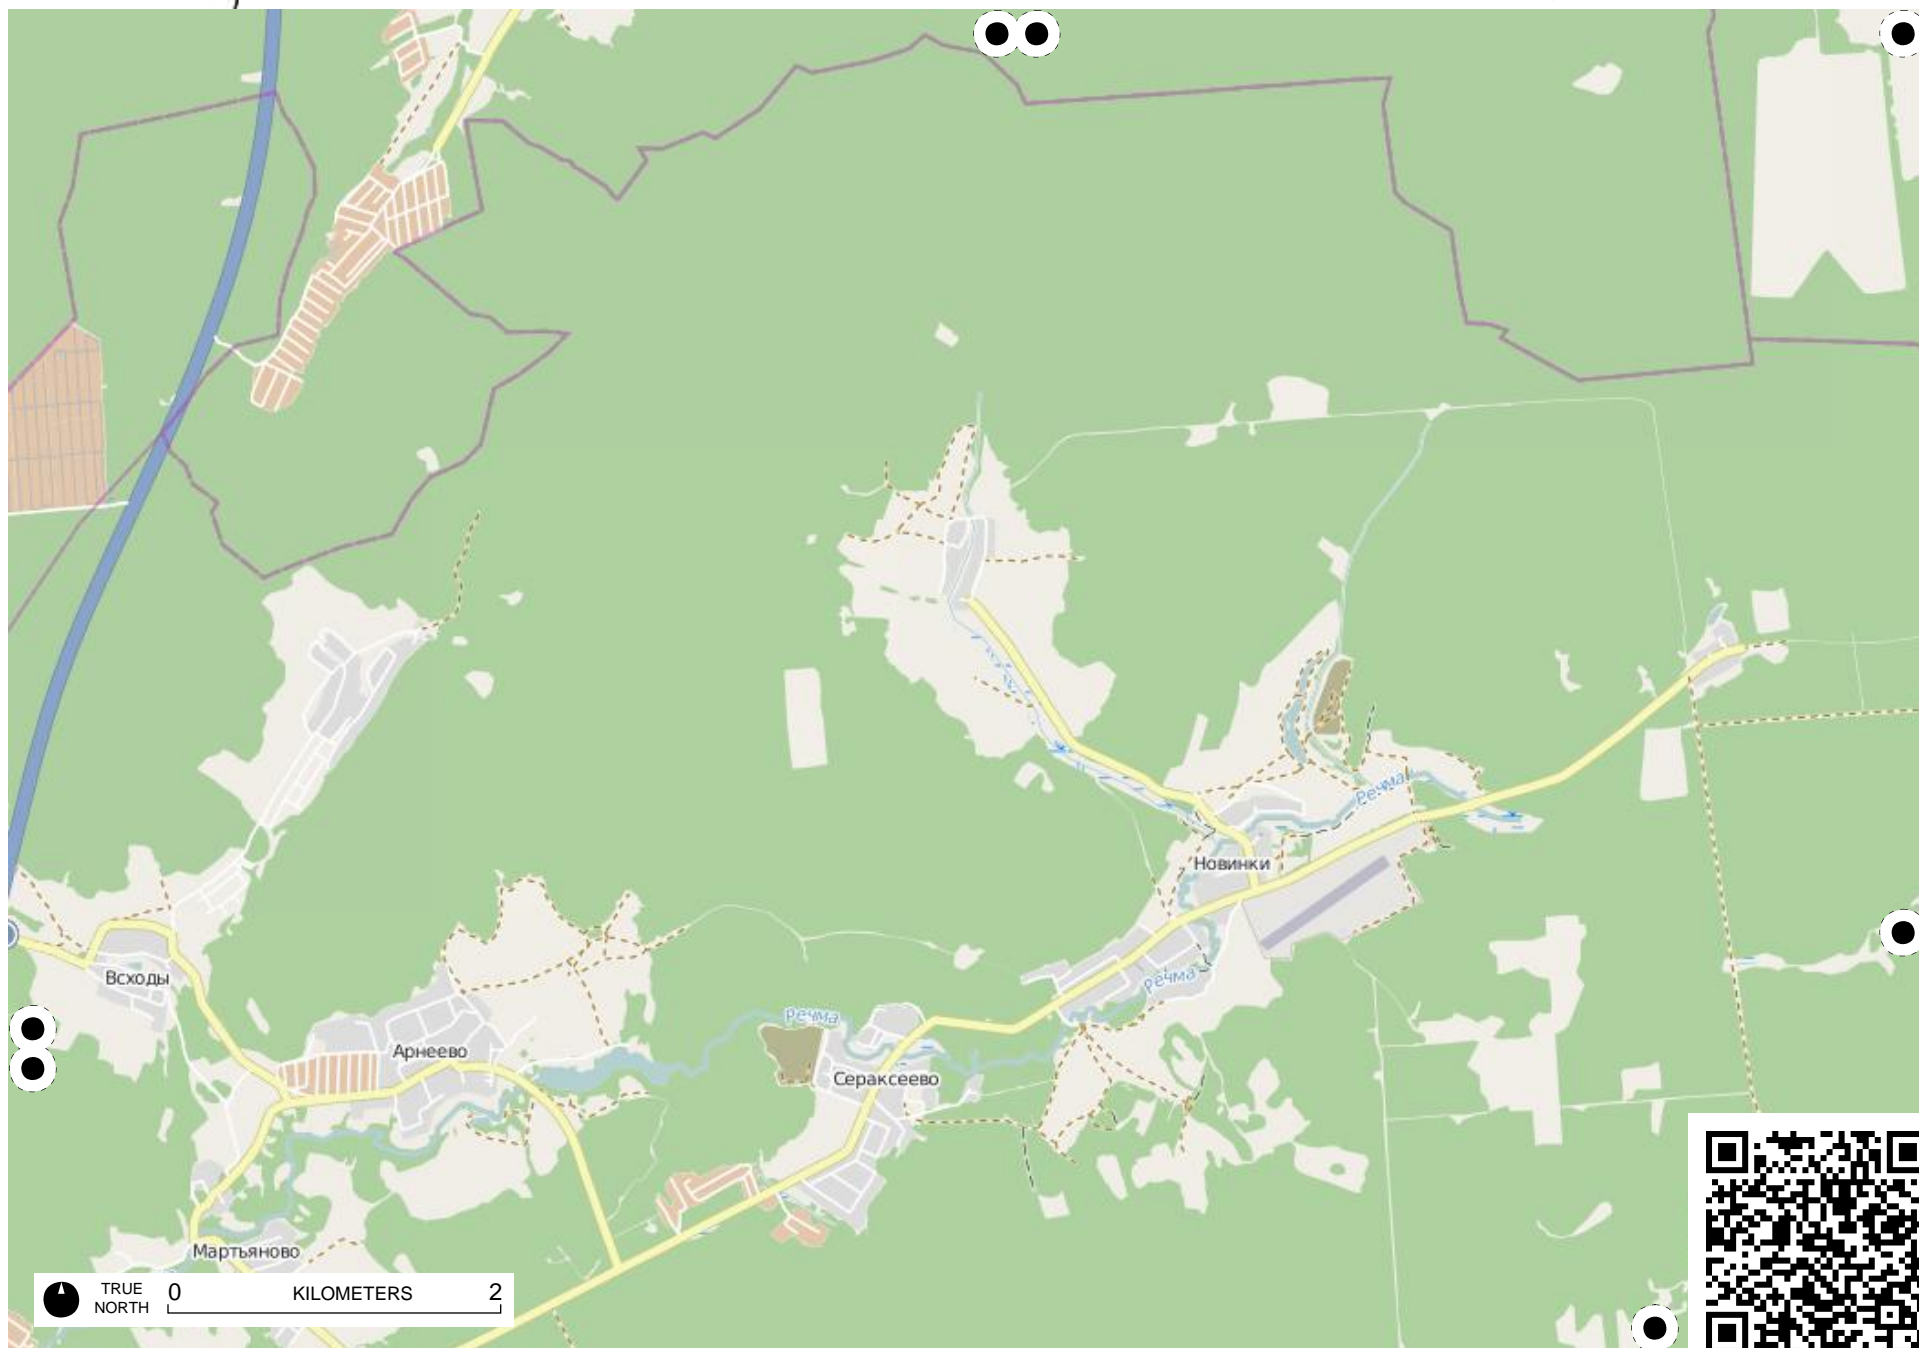 Речма
Новинки
Всходы
Речма
Речма
Арнеево
Сераксеево
Мартьяново
TRUE NORTH
0 KILOMETERS 2